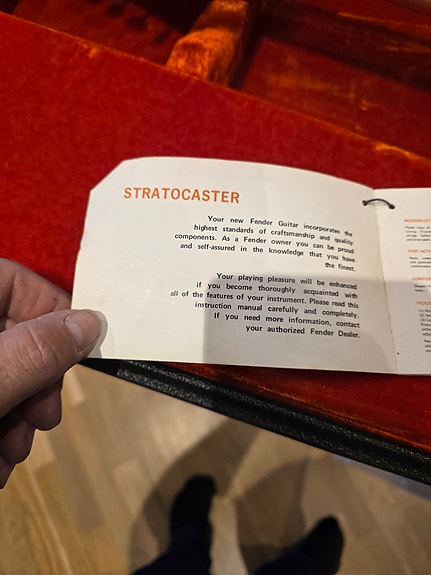 STRATOCASTER
Your new Fender Guitar incorporates the
highest standards of craftsmanship and quality
components. As a Fender owner you can be proud
and self-assured in the knowledge that you have
the finest.
Your playing pleasure will be enhanced
if you become thoroughly acquainted with
all of the features of your instrument. Please read this
instruction manual carefully and completely.
If you need more information, contact
your authorized Fender Dealer.